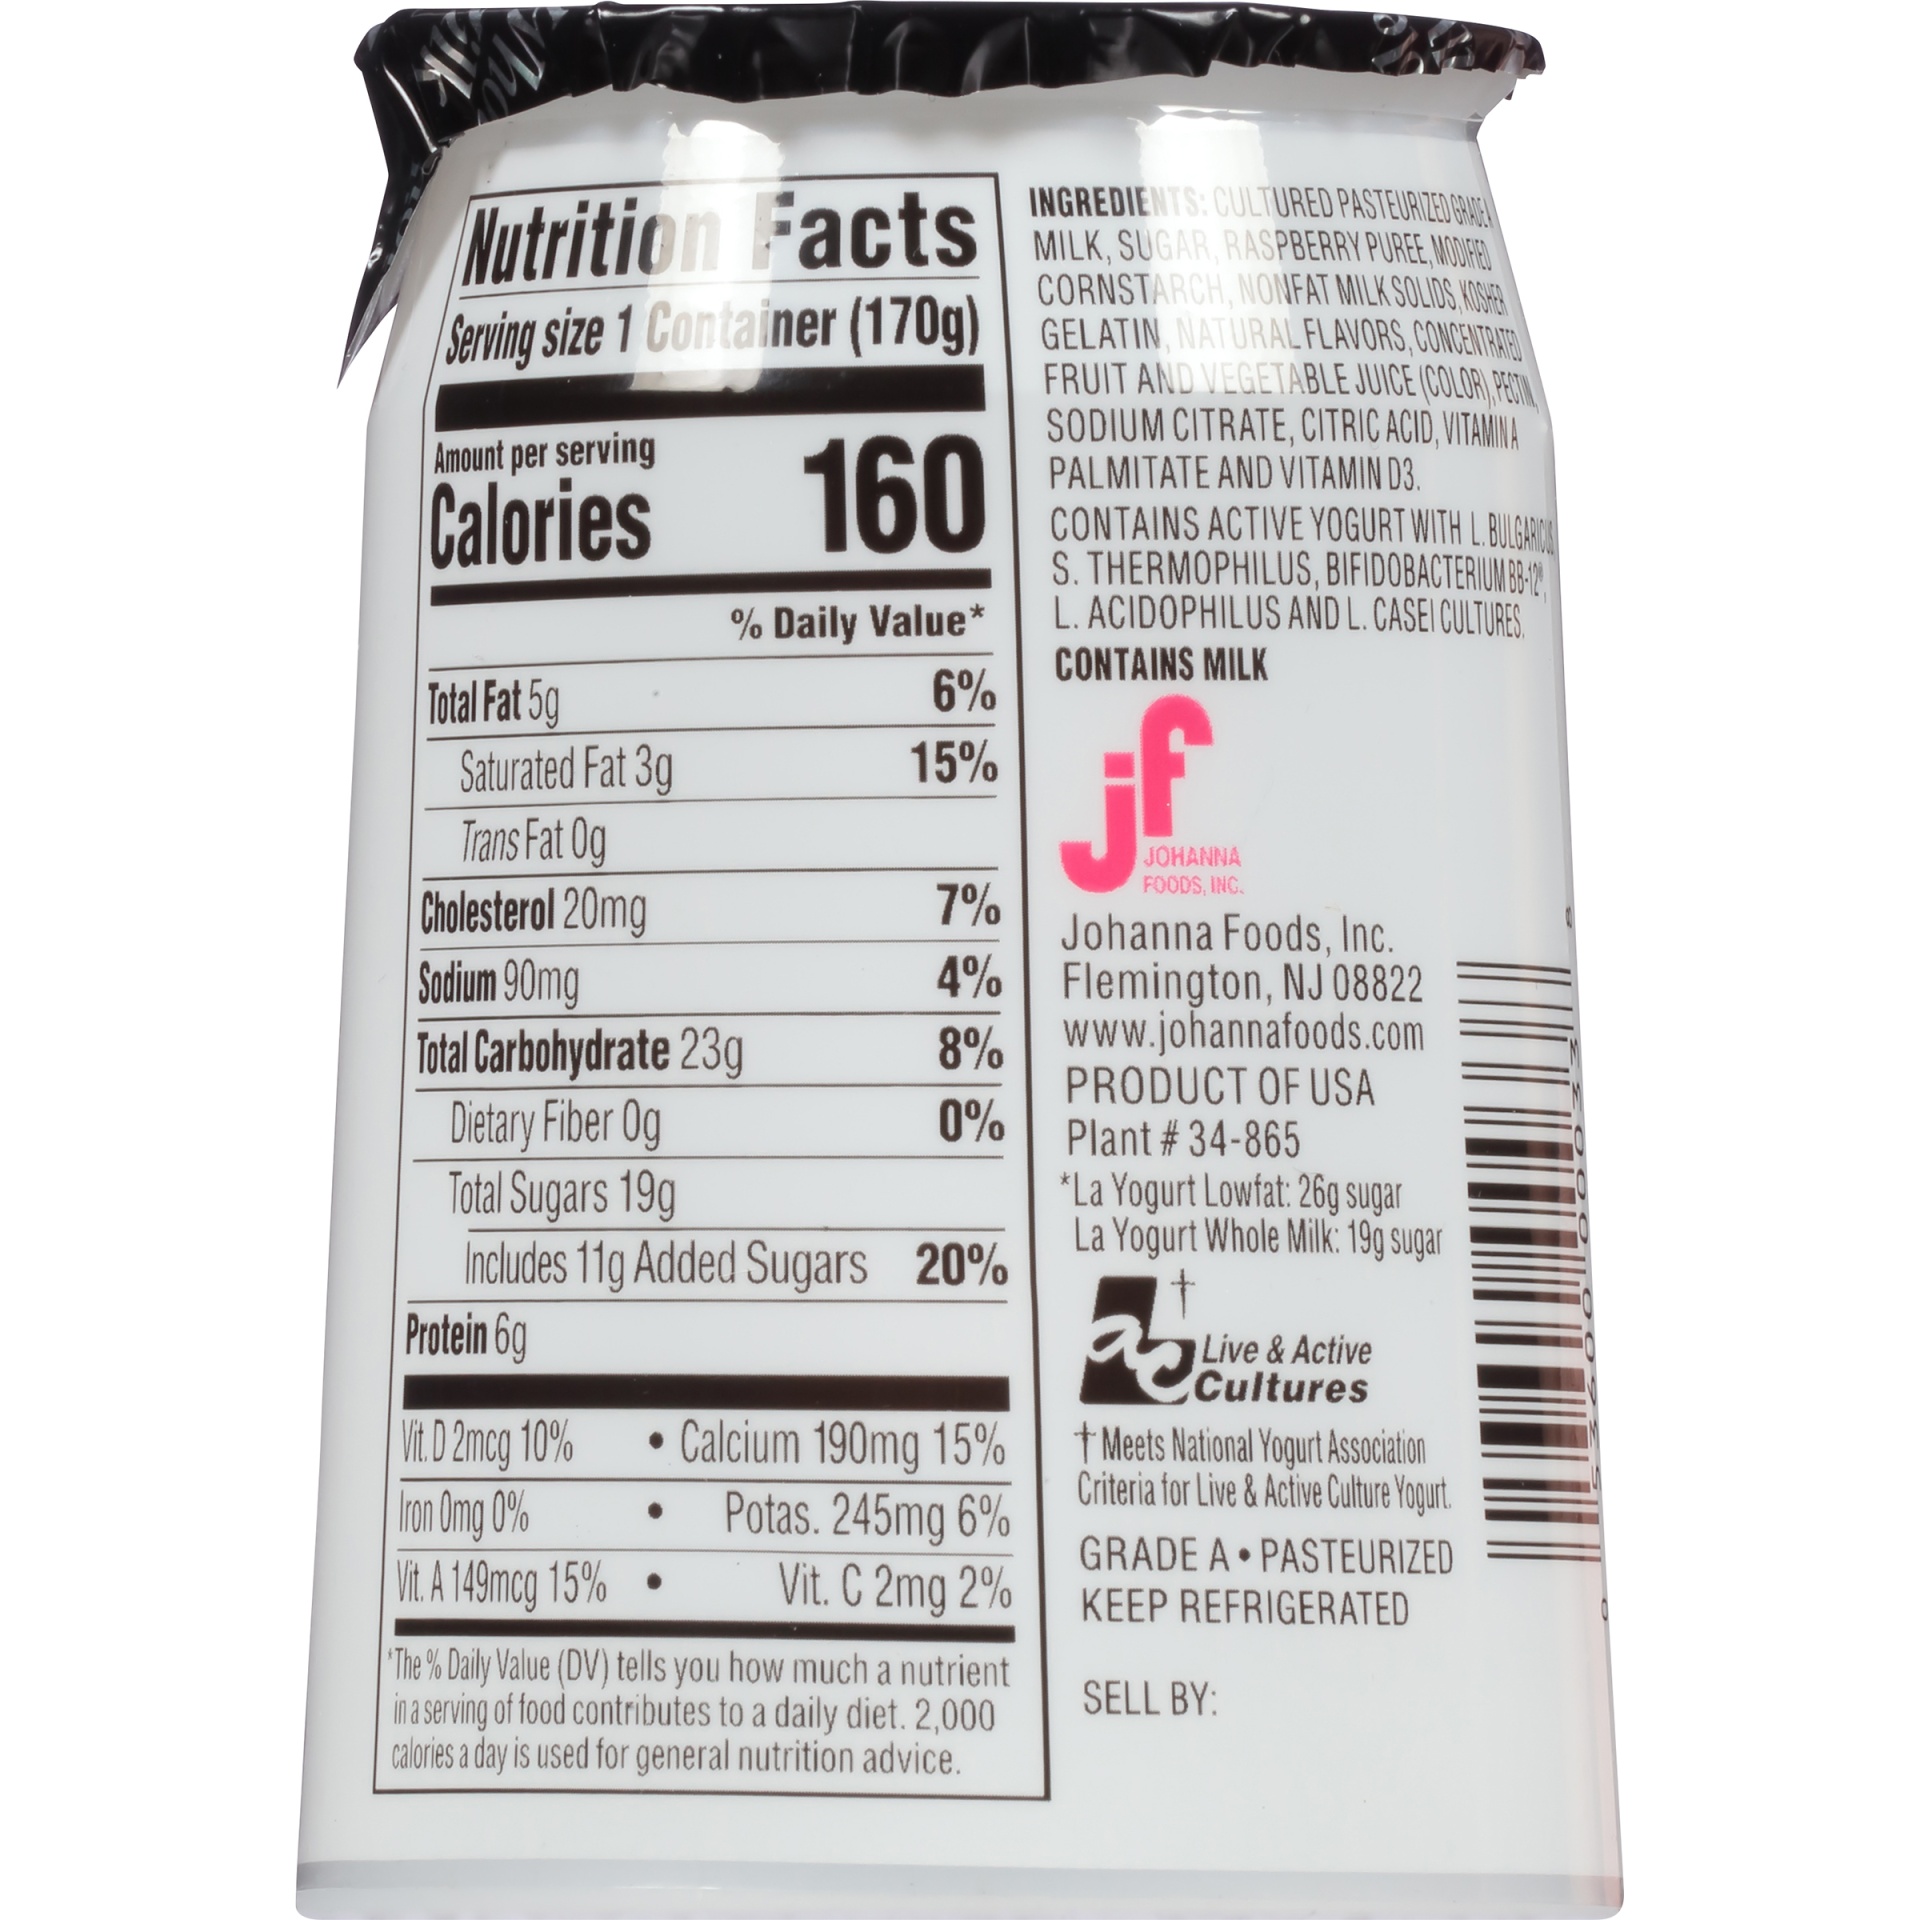 Nutrition Facts
Serving size 1 Container (170g)
Amount per serving
Calories 160
% Daily Value*
Total Fat 5g 6%
Saturated Fat 3g 15%
Trans Fat 0g
Cholesterol 20mg 7%
Sodium 90mg 4%
Total Carbohydrate 23g 8%
Dietary Fiber 0g 0%
Total Sugars 19g
Includes 11g Added Sugars 20%
Protein 6g
Vit. D 2mcg 10% • Calcium 190mg 15%
Iron 0mg 0% • Potas. 245mg 6%
Vit. A 149mcg 15% • Vit. C 2mg 2%
*The % Daily Value (DV) tells you how much a nutrient
in a serving of food contributes to a daily diet. 2,000
calories a day is used for general nutrition advice.
INGREDIENTS: CULTURED PASTEURIZED GRADE A
MILK, SUGAR, RASPBERRY PUREE, MODIFIED
CORNSTARCH, NONFAT MILK SOLIDS, KOSHER
GELATIN, NATURAL FLAVORS, CONCENTRATED
FRUIT AND VEGETABLE JUICE (COLOR), PECTIN,
SODIUM CITRATE, CITRIC ACID, VITAMIN A
PALMITATE AND VITAMIN D3.
CONTAINS ACTIVE YOGURT WITH L. BULGARICUS
S. THERMOPHILUS, BIFIDOBACTERIUM BB-12®,
L. ACIDOPHILUS AND L. CASEI CULTURES.
CONTAINS MILK
jf
JOHANNA
FOODS, INC.
Johanna Foods, Inc.
Flemington, NJ 08822
www.johannafoods.com
PRODUCT OF USA
Plant # 34-865
*La Yogurt Lowfat: 26g sugar
La Yogurt Whole Milk: 19g sugar
ac †
Live & Active
Cultures
† Meets National Yogurt Association
Criteria for Live & Active Culture Yogurt.
GRADE A • PASTEURIZED
KEEP REFRIGERATED
SELL BY: